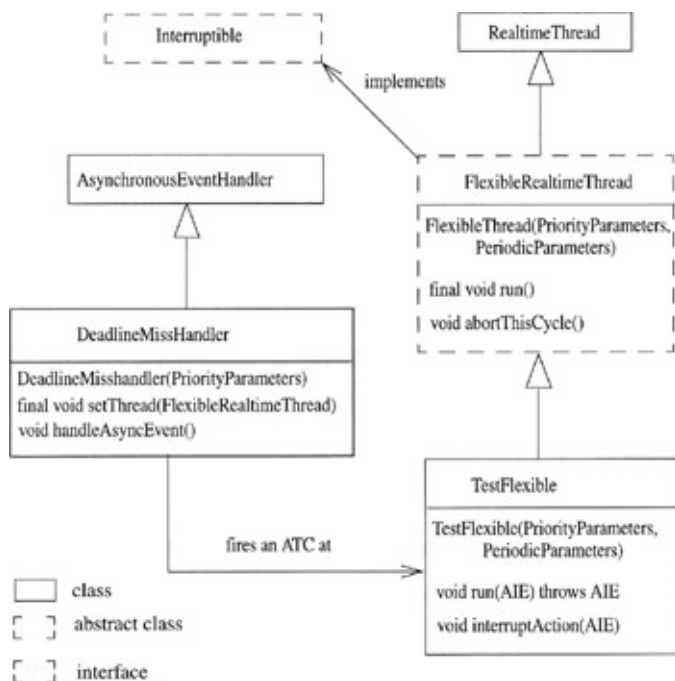 Interruptible
RealtimeThread
implements
AsynchronousEventHandler
FlexibleRealtimeThread
FlexibleThread(PriorityParameters,
PeriodicParameters)
final void run()
void abortThisCycle()
DeadlineMissHandler
DeadlineMisshandler(PriorityParameters)
final void setThread(FlexibleRealtimeThread)
void handleAsyncEvent()
TestFlexible
TestFlexible(PriorityParameters,
PeriodicParameters)
void run(AIE) throws AIE
void interruptAction(AIE)
fires an ATC at
class
abstract class
interface